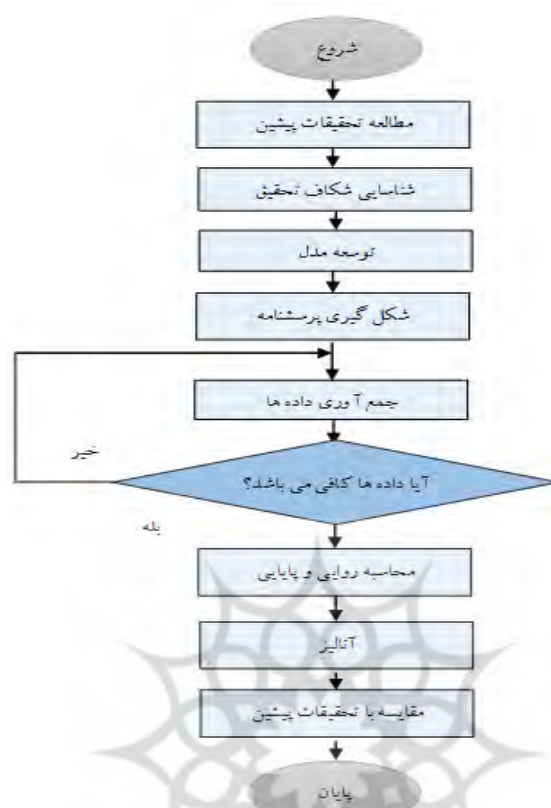 شروع
مطالعه تحقیقات پیشین
شناسایی شکاف تحقیق
توسعه مدل
شکل گیری پرسشنامه
جمع آوری داده ها
خیر
آیا داده ها کافی می باشد؟
بله
محاسبه روایی و پایایی
آنالیز
مقایسه با تحقیقات پیشین
پایان